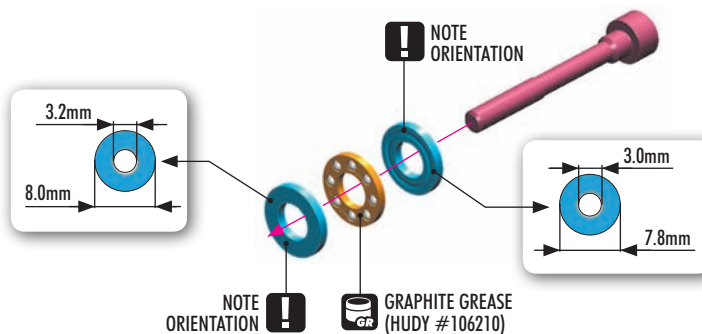 NOTE
ORIENTATION
3.2mm
8.0mm
3.0mm
7.8mm
NOTE
ORIENTATION
GR
GRAPHITE GREASE
(HUDY #106210)